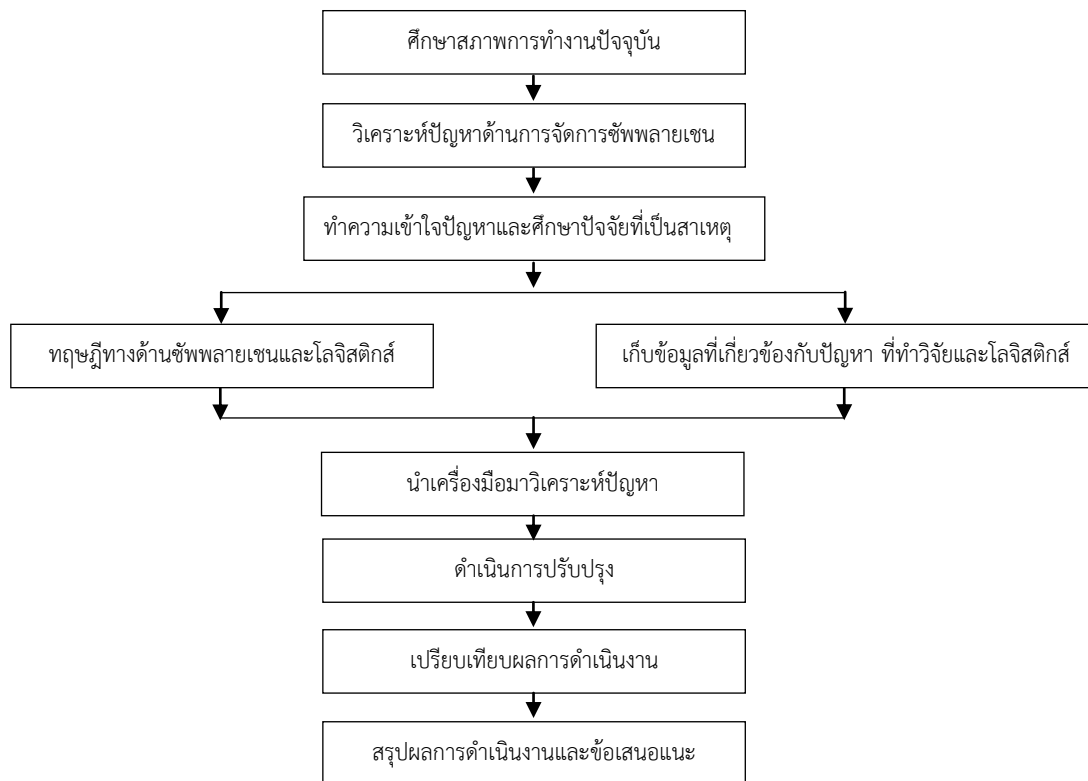 ศึกษาสภาพการทำงานปัจจุบัน
วิเคราะห์ปัญหาด้านการจัดการซัพพลายเชน
ทำความเข้าใจปัญหาและศึกษาปัจจัยที่เป็นสาเหตุ
ทฤษฎีทางด้านซัพพลายเชนและโลจิสติกส์
เก็บข้อมูลที่เกี่ยวข้องกับปัญหา ที่ทำวิจัยและโลจิสติกส์
นำเครื่องมือมาวิเคราะห์ปัญหา
ดำเนินการปรับปรุง
เปรียบเทียบผลการดำเนินงาน
สรุปผลการดำเนินงานและข้อเสนอแนะ